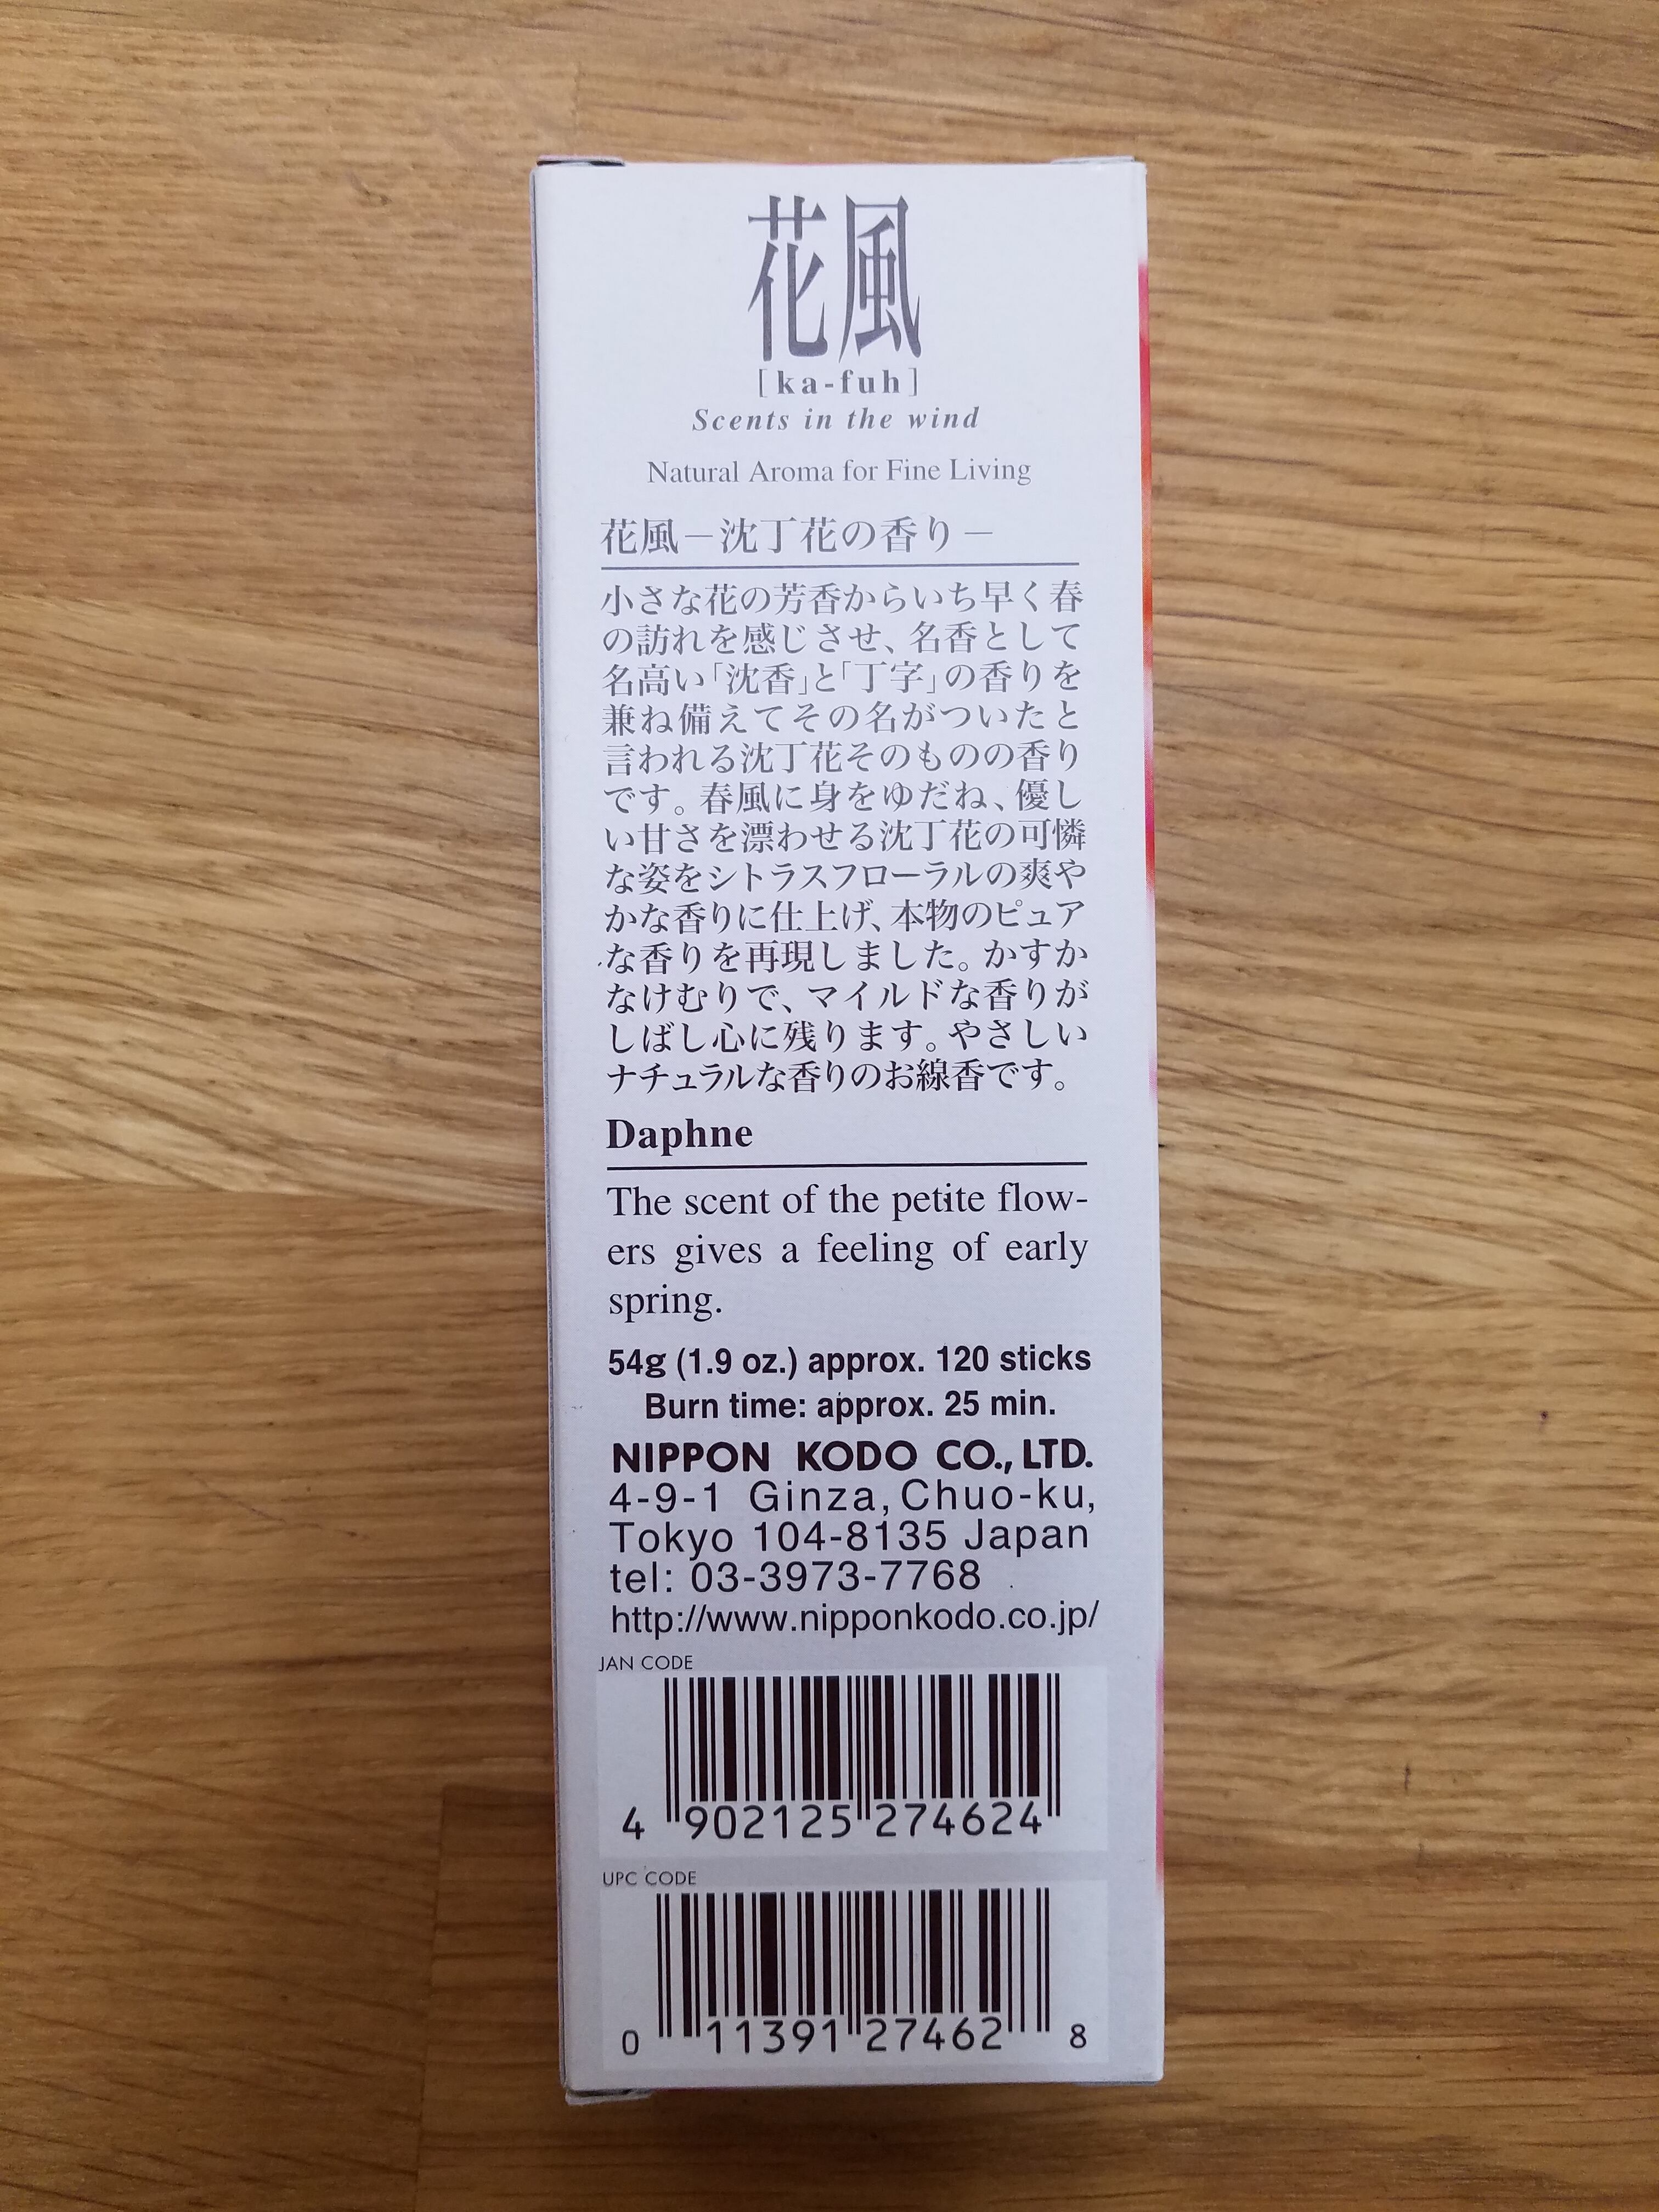 花風
[ka-fuh]
Scents in the wind
Natural Aroma for Fine Living
花風－沈丁花の香り－
小さな花の芳香からいち早く春
の訪れを感じさせ、名香として
名高い「沈香」と「丁字」の香りを
兼ね備えてその名がついたと
言われる沈丁花そのものの香り
です。春風に身をゆだね、優し
い甘さを漂わせる沈丁花の可憐
な姿をシトラスフローラルの爽や
かな香りに仕上げ、本物のピュア
な香りを再現しました。かすか
なけむりで、マイルドな香りが
しばし心に残ります。やさしい
ナチュラルな香りのお線香です。
Daphne
The scent of the petite flow-
ers gives a feeling of early
spring.
54g (1.9 oz.) approx. 120 sticks
Burn time: approx. 25 min.
NIPPON KODO CO., LTD.
4-9-1 Ginza, Chuo-ku,
Tokyo 104-8135 Japan
tel: 03-3973-7768
http://www.nipponkodo.co.jp/
JAN CODE
4 902125 274624
UPC CODE
0 11391 27462 8